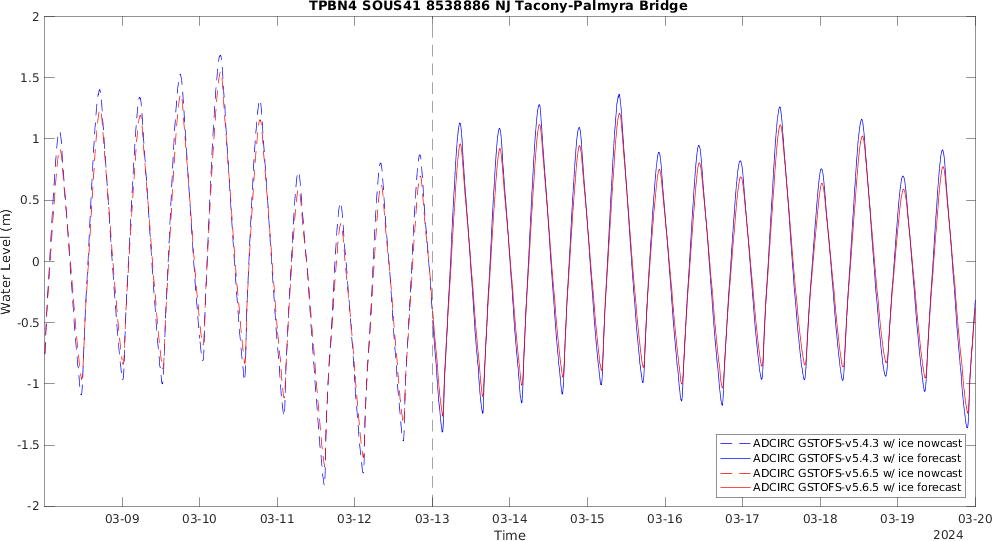 TPBN4 SOUS41 8538886 NJ Tacony-Palmyra Bridge
2
1.5
1
0.5
0
-0.5
-1
-1.5
-2
Water Level (m)
03-09 03-10 03-11 03-12 03-13 03-14 03-15 03-16 03-17 03-18 03-19 03-20
Time
2024
ADCIRC GSTOFS-v5.4.3 w/ ice nowcast
ADCIRC GSTOFS-v5.4.3 w/ ice forecast
ADCIRC GSTOFS-v5.6.5 w/ ice nowcast
ADCIRC GSTOFS-v5.6.5 w/ ice forecast